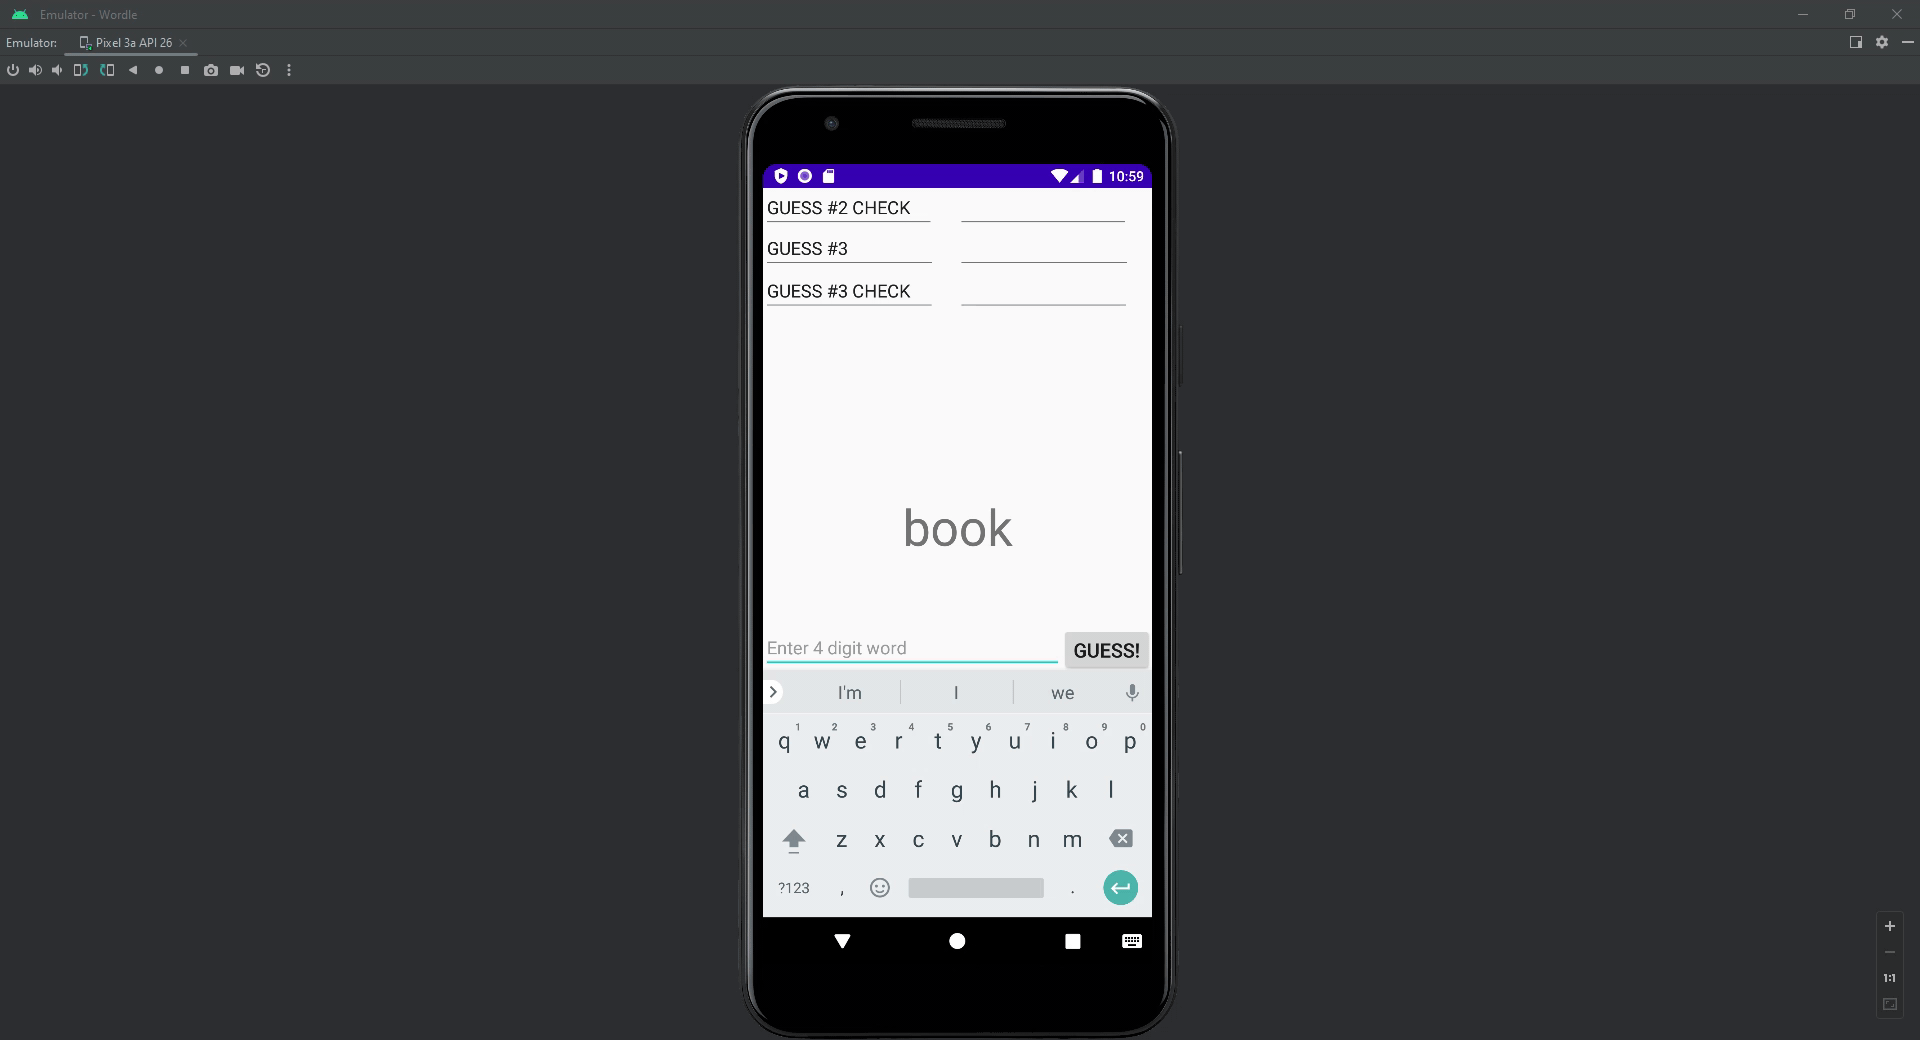 Emulator - Wordle
Emulator: Pixel 3a API 26
10:59
GUESS #2 CHECK
GUESS #3
GUESS #3 CHECK
book
Enter 4 digit word GUESS!
I'm I we
1 2 3 4 5 6 7 8 9 0
q w e r t y u i o p
a s d f g h j k l
z x c v b n m
?123 , .
1:1